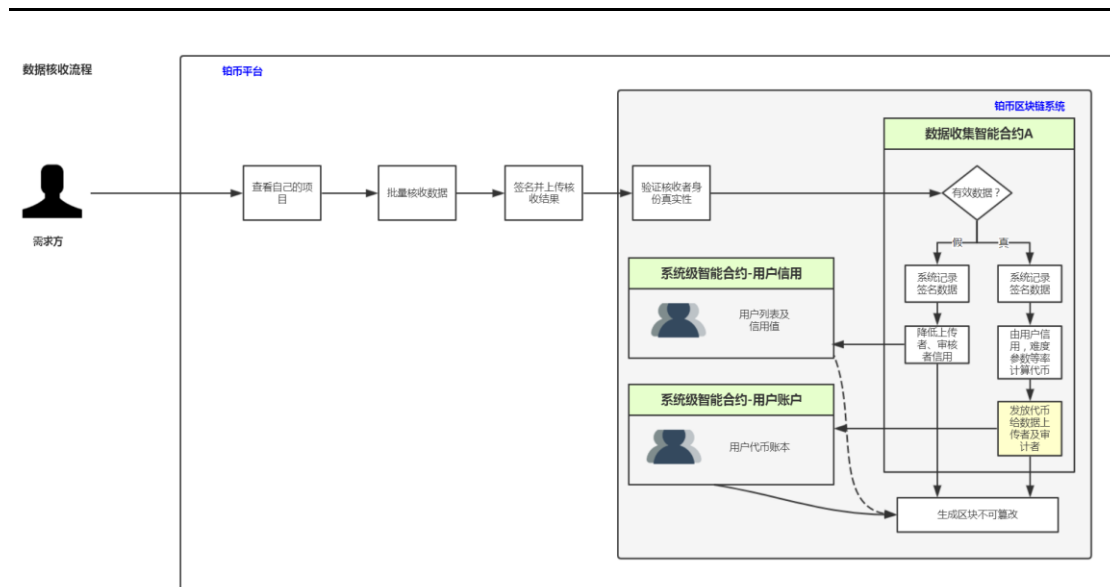 数据核收流程
铂币平台
铂币区块链系统
数据收集智能合约A
查看自己的项
目
批量核收数据
签名并上传核
收结果
验证核收者身
份真实性
有效数据？
需求方
假
真
系统级智能合约-用户信用
用户列表及
信用值
系统记录
签名数据
系统记录
签名数据
降低上传
者、审核
者信用
由用户信
用，难度
参数等率
计算代币
系统级智能合约-用户账户
用户代币账本
发放代币
给数据上
传者及审
计者
生成区块不可篡改